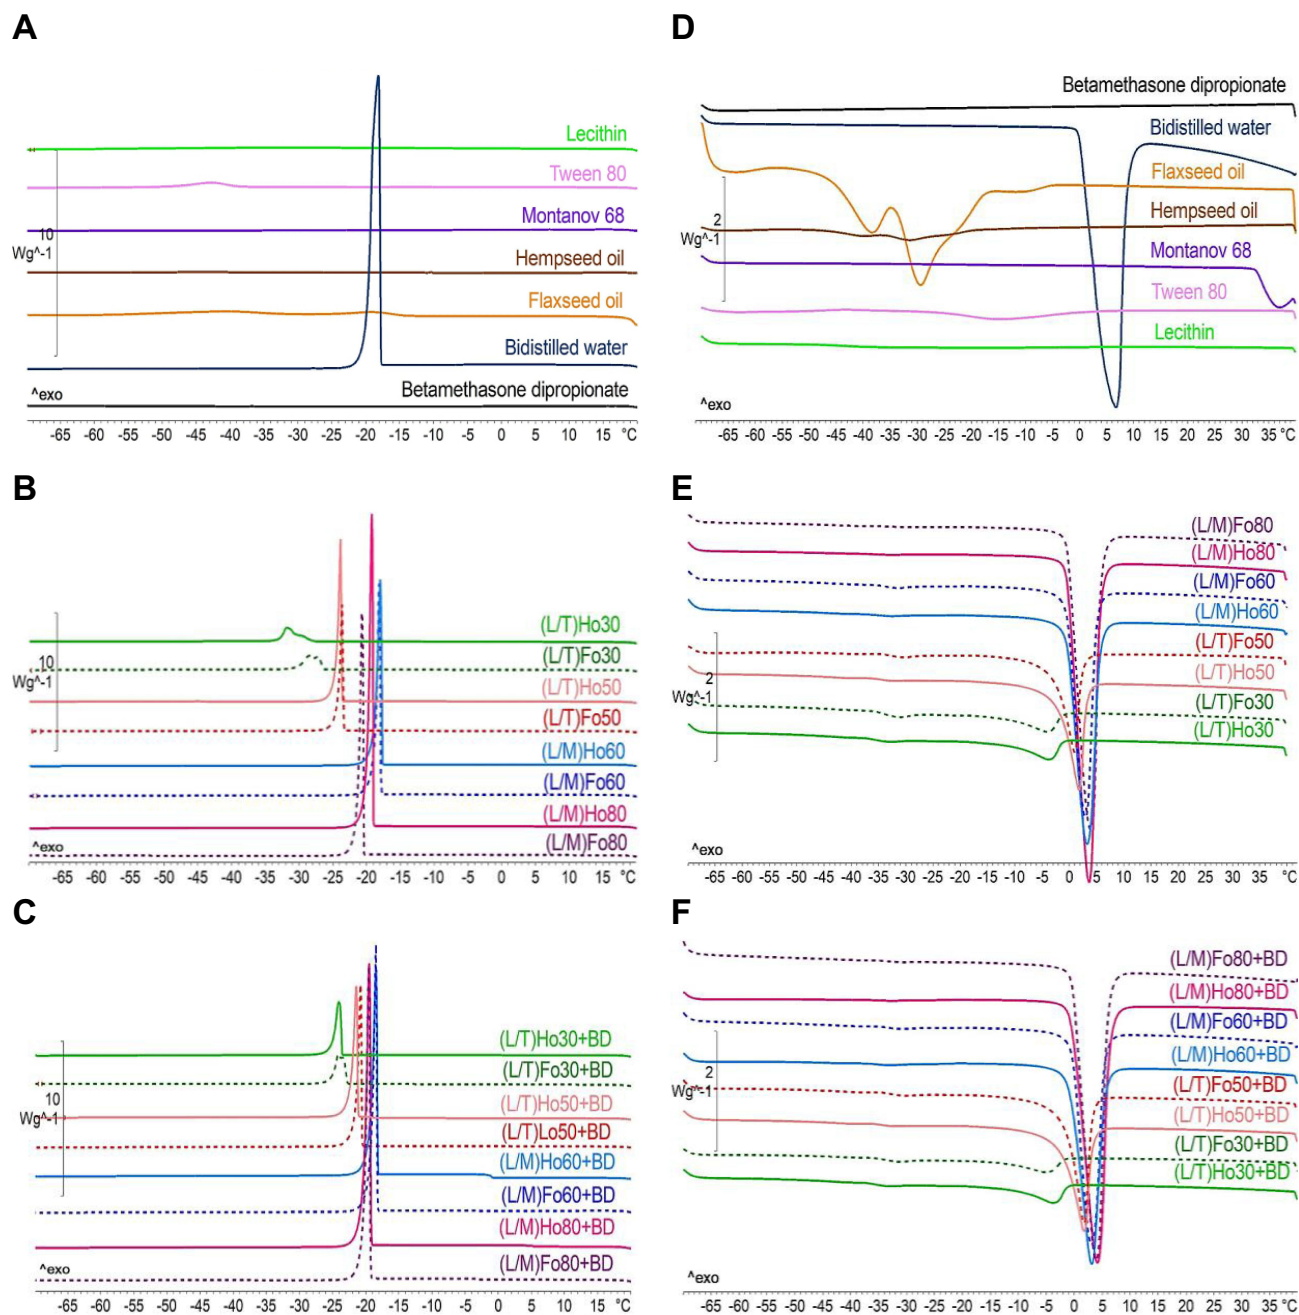 A
Lecithin
Tween 80
Montanov 68
10
Wg^-1
Hempseed oil
Flaxseed oil
Bidistilled water
^exo
Betamethasone dipropionate
-65 -60 -55 -50 -45 -40 -35 -30 -25 -20 -15 -10 -5 0 5 10 15 °C
D
Betamethasone dipropionate
Bidistilled water
Flaxseed oil
Hempseed oil
2
Wg^-1
Montanov 68
Tween 80
Lecithin
^exo
-65 -60 -55 -50 -45 -40 -35 -30 -25 -20 -15 -10 -5 0 5 10 15 20 25 30 35 °C
B
(L/T)Ho30
(L/T)Fo30
10
Wg^-1
(L/T)Ho50
(L/T)Fo50
(L/M)Ho60
(L/M)Fo60
(L/M)Ho80
(L/M)Fo80
^exo
-65 -60 -55 -50 -45 -40 -35 -30 -25 -20 -15 -10 -5 0 5 10 15 °C
E
(L/M)Fo80
(L/M)Ho80
(L/M)Fo60
(L/M)Ho60
(L/T)Fo50
2
Wg^-1
(L/T)Ho50
(L/T)Fo30
(L/T)Ho30
^exo
-65 -60 -55 -50 -45 -40 -35 -30 -25 -20 -15 -10 -5 0 5 10 15 20 25 30 °C
C
(L/T)Ho30+BD
(L/T)Fo30+BD
10
Wg^-1
(L/T)Ho50+BD
(L/T)Lo50+BD
(L/M)Ho60+BD
(L/M)Fo60+BD
(L/M)Ho80+BD
(L/M)Fo80+BD
^exo
-65 -60 -55 -50 -45 -40 -35 -30 -25 -20 -15 -10 -5 0 5 10 15 °C
F
(L/M)Fo80+BD
(L/M)Ho80+BD
(L/M)Fo60+BD
(L/M)Ho60+BD
2
Wg^-1
(L/T)Fo50+BD
(L/T)Ho50+BD
(L/T)Fo30+BD
(L/T)Ho30+BD
^exo
-65 -60 -55 -50 -45 -40 -35 -30 -25 -20 -15 -10 -5 0 5 10 15 20 25 30 35 °C